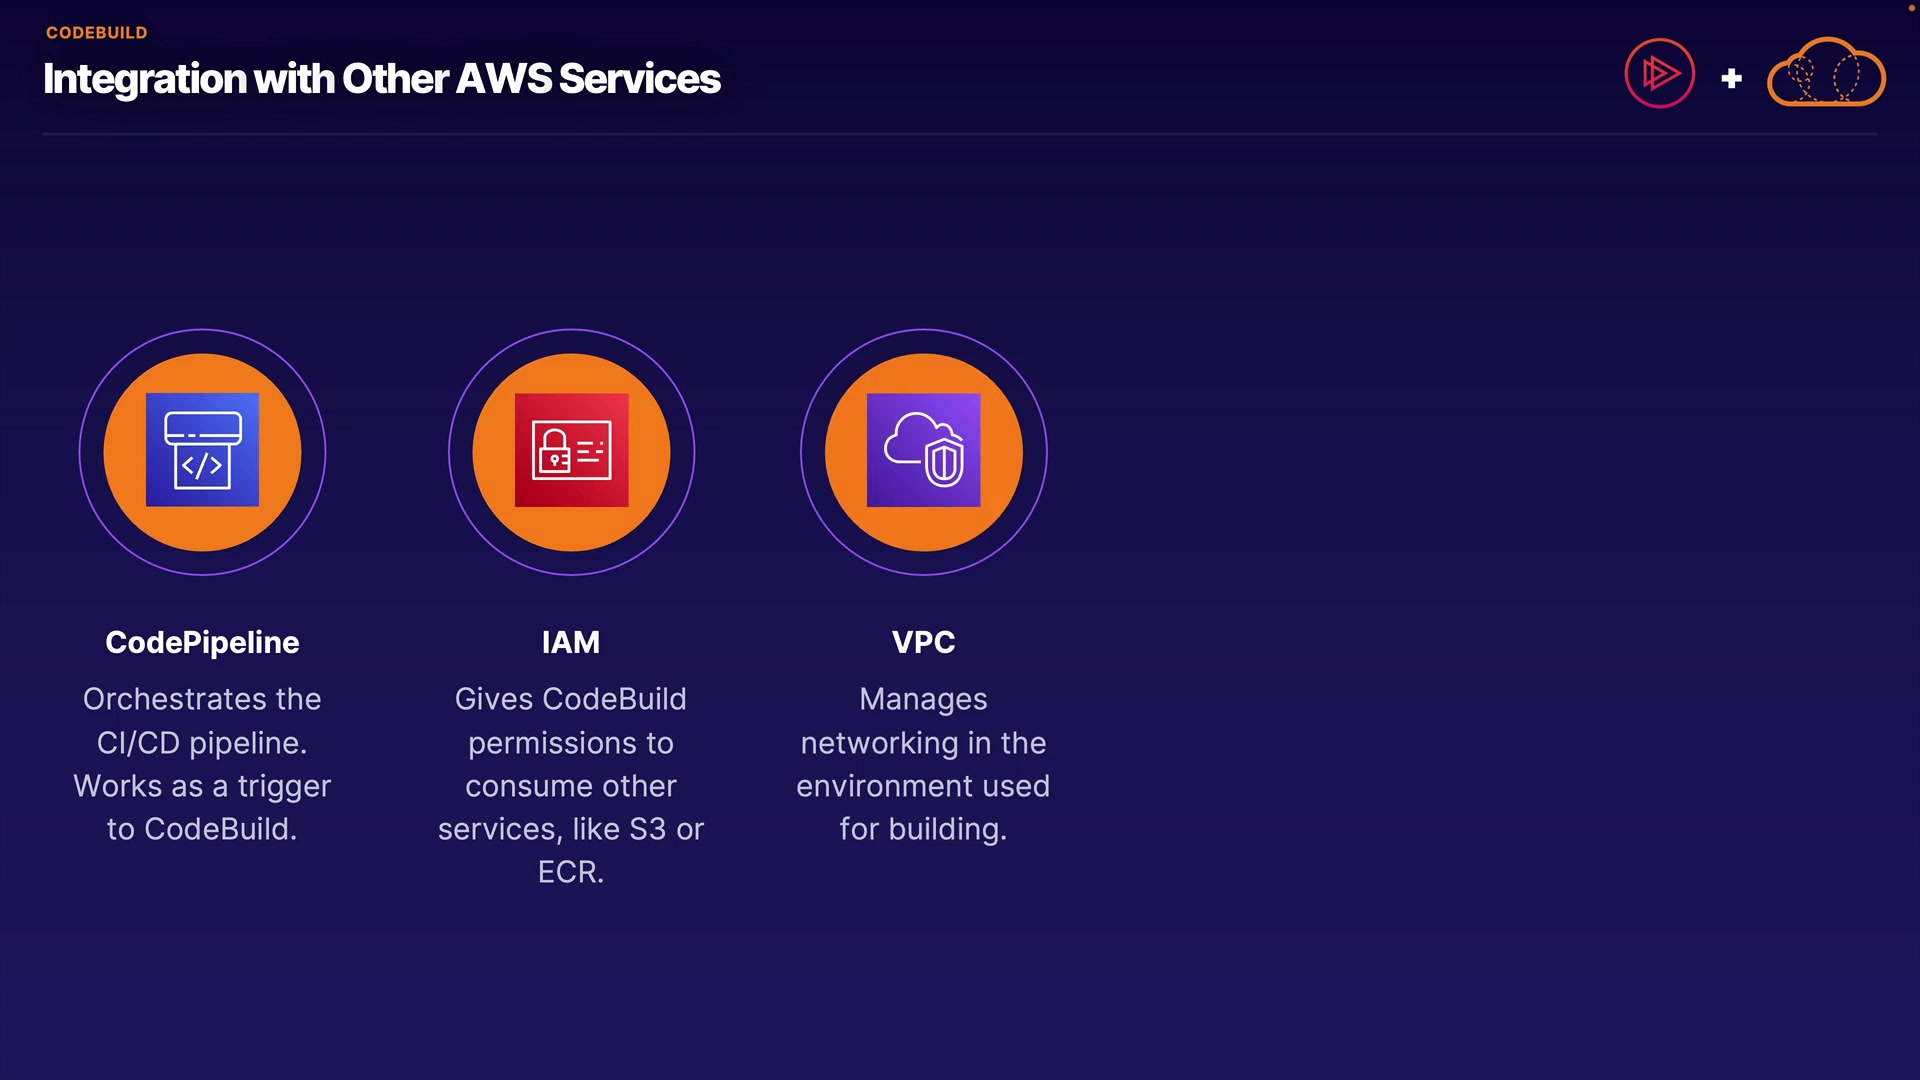 CODEBUILD
Integration with Other AWS Services
CodePipeline
Orchestrates the
CI/CD pipeline.
Works as a trigger
to CodeBuild.
IAM
Gives CodeBuild
permissions to
consume other
services, like S3 or
ECR.
VPC
Manages
networking in the
environment used
for building.